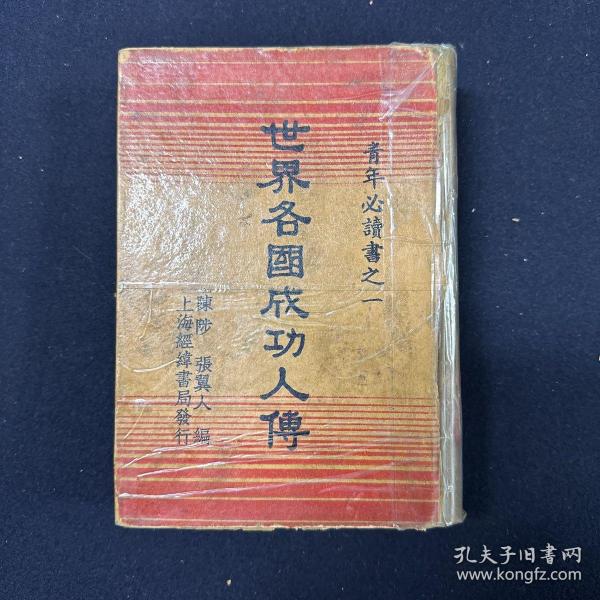 青年必讀書之一
世界各國成功人傳
陳陟 張翼人 編
上海經緯書局發行
孔夫子旧书网
www.kongfz.com